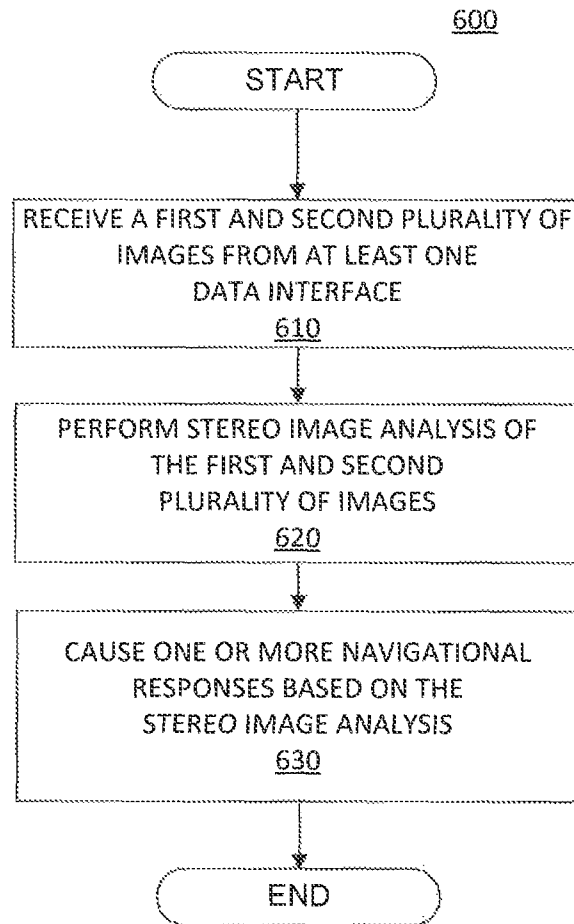 600
START
RECEIVE A FIRST AND SECOND PLURALITY OF
IMAGES FROM AT LEAST ONE
DATA INTERFACE
610
PERFORM STEREO IMAGE ANALYSIS OF
THE FIRST AND SECOND
PLURALITY OF IMAGES
620
CAUSE ONE OR MORE NAVIGATIONAL
RESPONSES BASED ON THE
STEREO IMAGE ANALYSIS
630
END